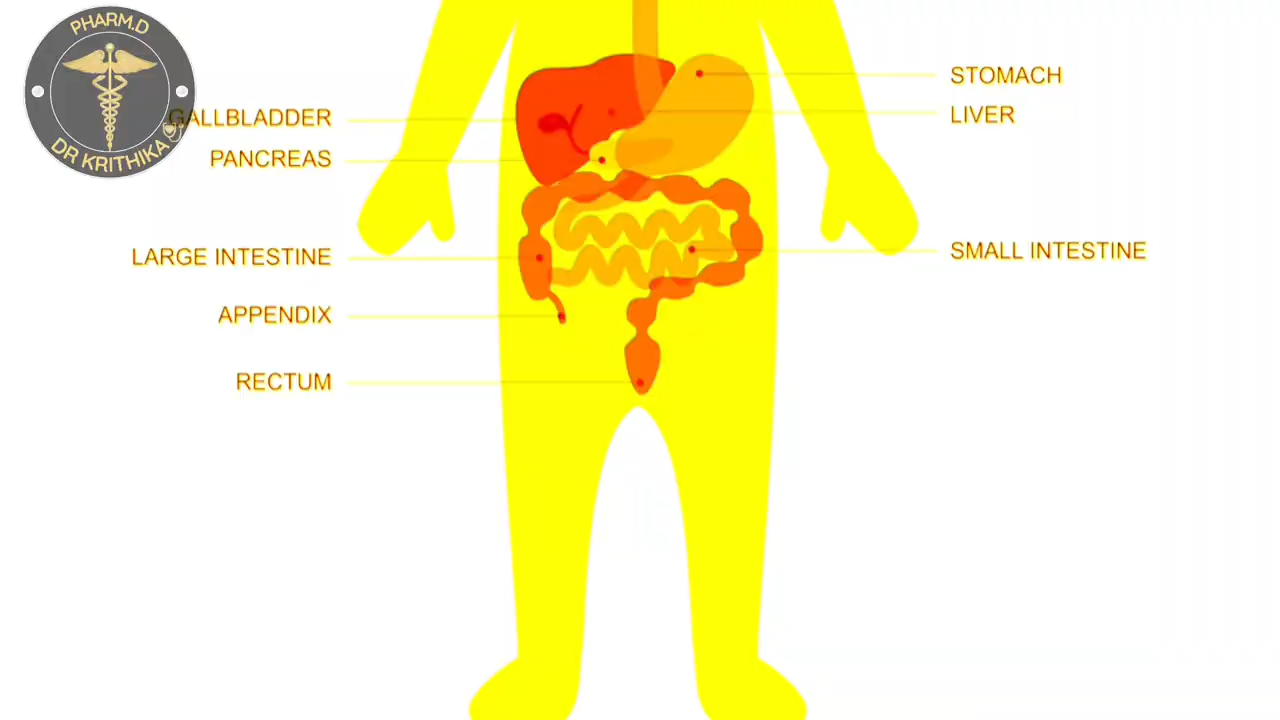 PHARM.D
DR KRITHIKA
GALLBLADDER
PANCREAS
LARGE INTESTINE
APPENDIX
RECTUM
STOMACH
LIVER
SMALL INTESTINE